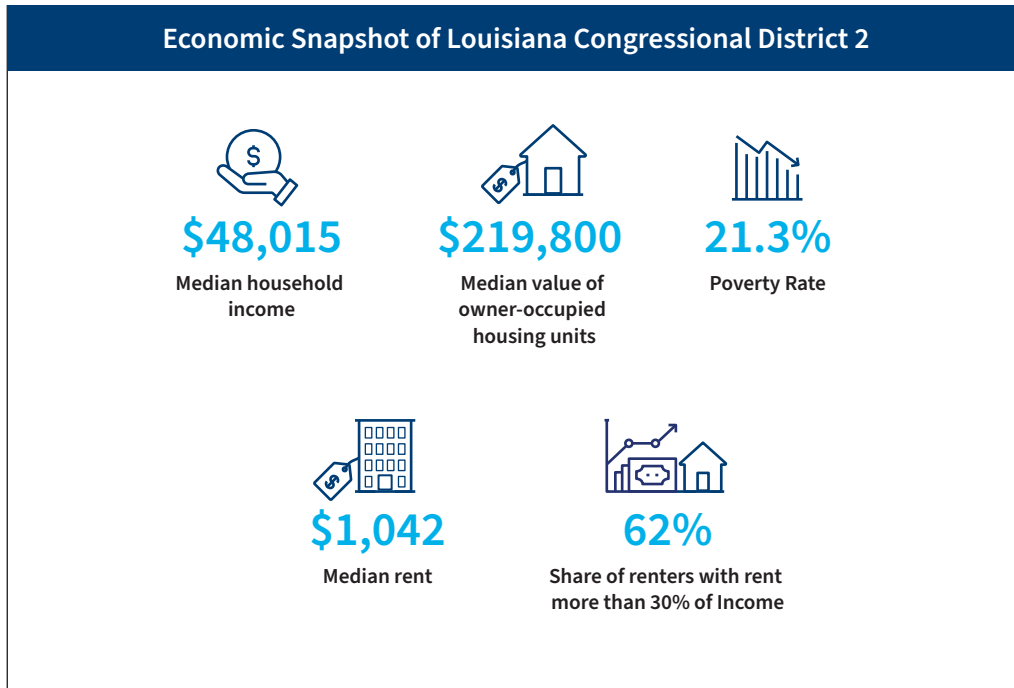 Economic Snapshot of Louisiana Congressional District 2
$
$
$48,015
$219,800
21.3%
Median household
income
Median value of
owner-occupied
housing units
Poverty Rate
$
$1,042
62%
Median rent
Share of renters with rent
more than 30% of Income